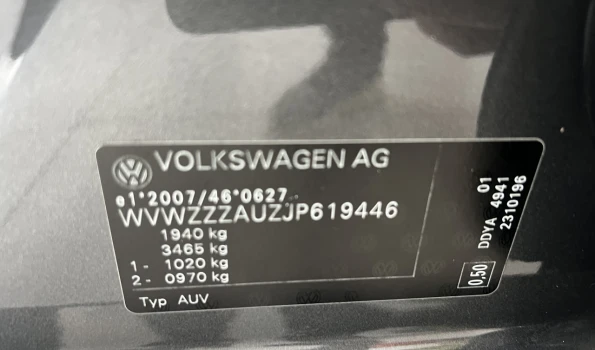 VOLKSWAGEN AG
e1*2007/46*0627
WVWZZZAUZJP619446
1940 kg
3465 kg
1 - 1020 kg
2 - 0970 kg
Typ AUV
01
DDYA 4941
2310196
0,50